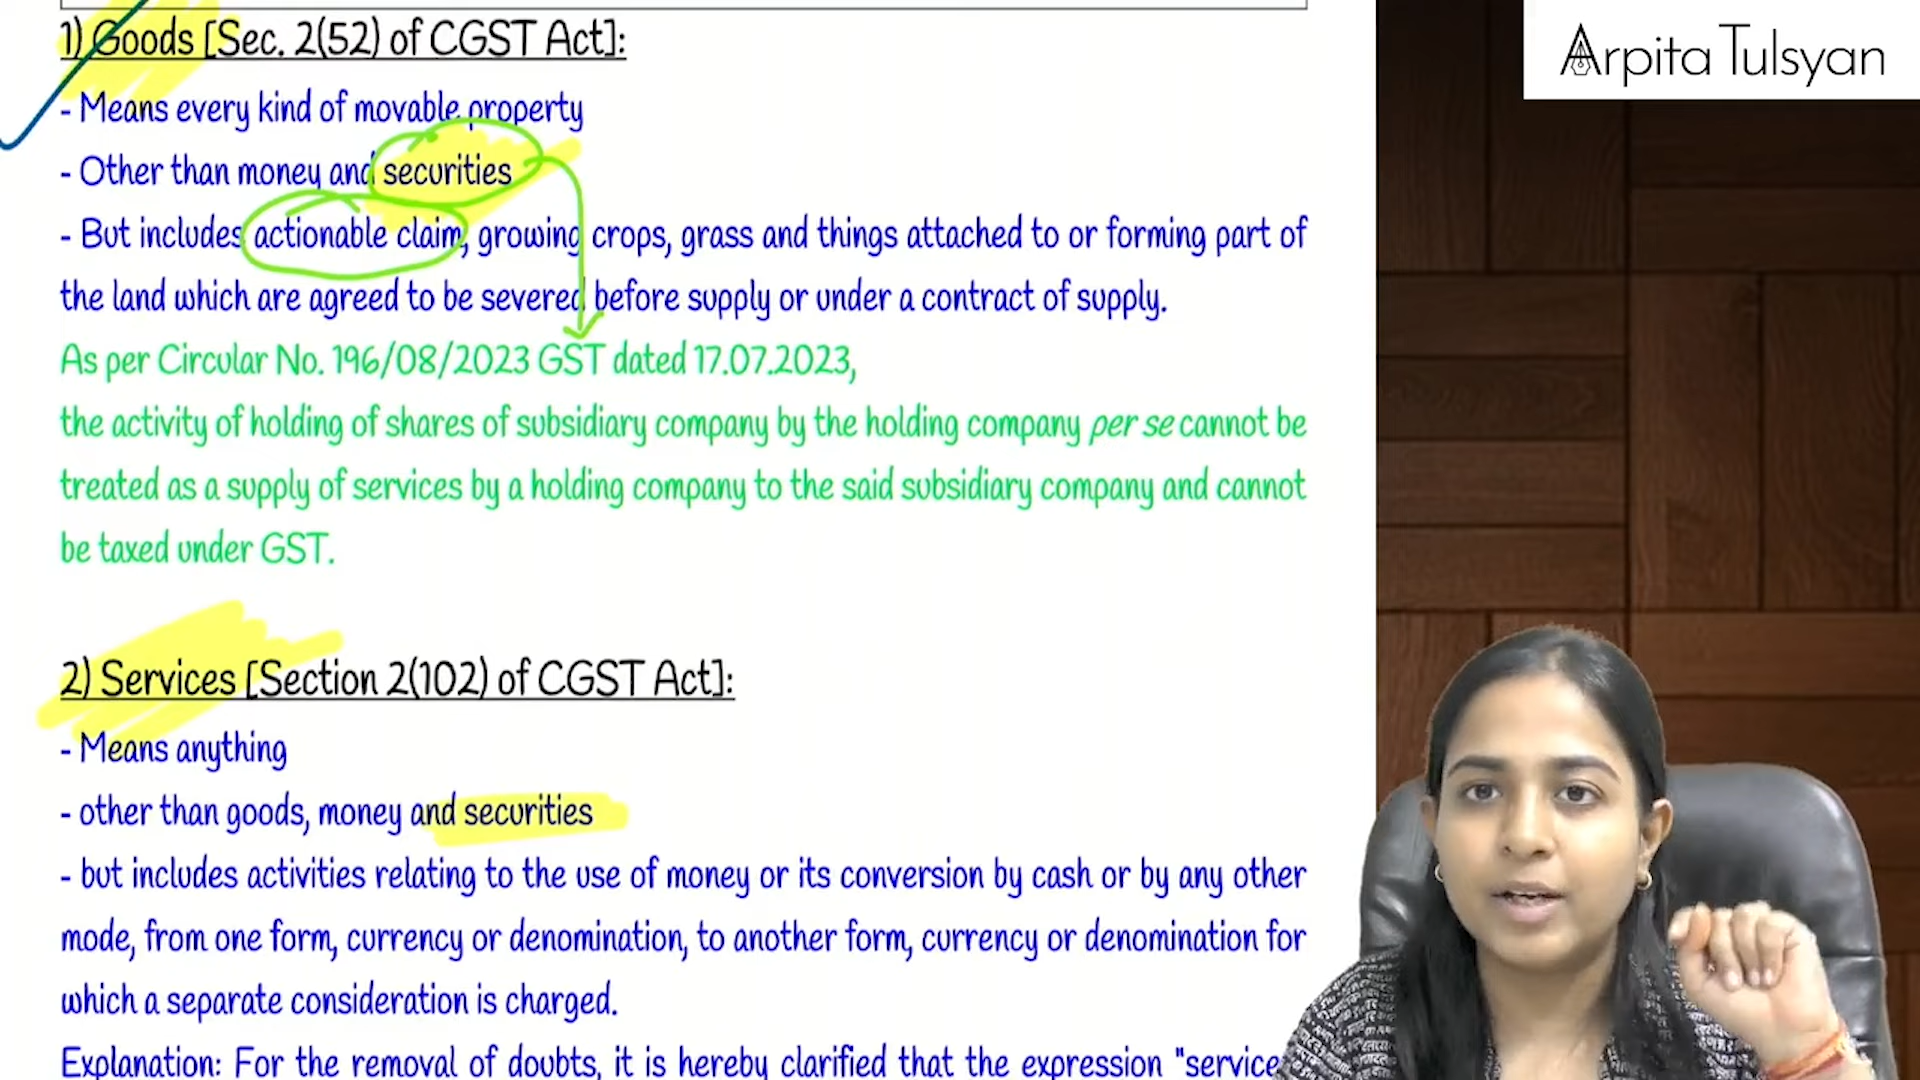 Arpita Tulsyan
1) Goods [Sec. 2(52) of CGST Act]:
- Means every kind of movable property
- Other than money and securities
- But includes actionable claim, growing crops, grass and things attached to or forming part of
the land which are agreed to be severed before supply or under a contract of supply.
As per Circular No. 196/08/2023 GST dated 17.07.2023,
the activity of holding of shares of subsidiary company by the holding company per se cannot be
treated as a supply of services by a holding company to the said subsidiary company and cannot
be taxed under GST.
2) Services [Section 2(102) of CGST Act]:
- Means anything
- other than goods, money and securities
- but includes activities relating to the use of money or its conversion by cash or by any other
mode, from one form, currency or denomination, to another form, currency or denomination for
which a separate consideration is charged.
Explanation: For the removal of doubts, it is hereby clarified that the expression "service